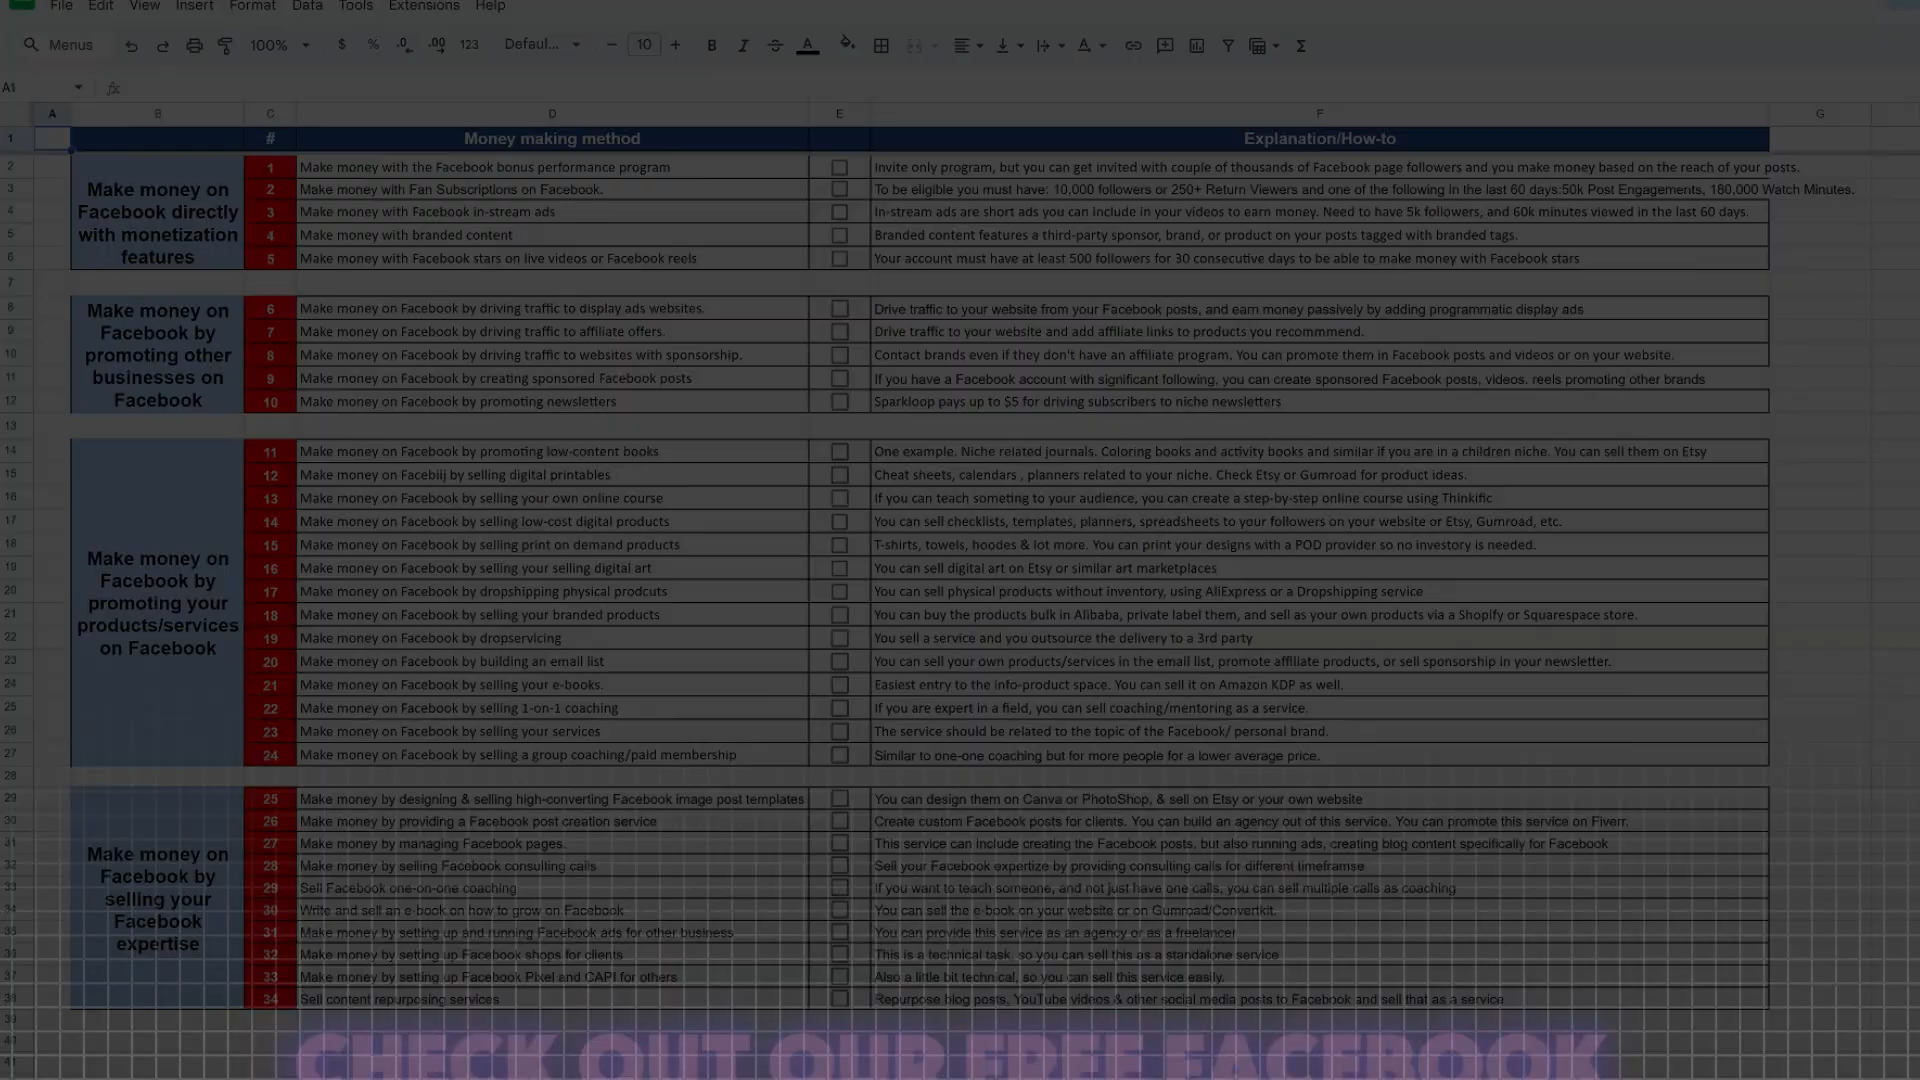 File Edit View Insert Format Data Tools Extensions Help
Menus 100% $ % .0 .00 123 Defaul... − 10 + B I S A Σ
A1 fx
A B C D E F G
1 # Money making method Explanation/How-to
Make money on Facebook directly with monetization features
2 1 Make money with the Facebook bonus performance program Invite only program, but you can get invited with couple of thousands of Facebook page followers and you make money based on the reach of your posts.
3 2 Make money with Fan Subscriptions on Facebook. To be eligible you must have: 10,000 followers or 250+ Return Viewers and one of the following in the last 60 days:50k Post Engagements, 180,000 Watch Minutes.
4 3 Make money with Facebook in-stream ads In-stream ads are short ads you can include in your videos to earn money. Need to have 5k followers, and 60k minutes viewed in the last 60 days.
5 4 Make money with branded content Branded content features a third-party sponsor, brand, or product on your posts tagged with branded tags.
6 5 Make money with Facebook stars on live videos or Facebook reels Your account must have at least 500 followers for 30 consecutive days to be able to make money with Facebook stars
7
Make money on Facebook by promoting other businesses on Facebook
8 6 Make money on Facebook by driving traffic to display ads websites. Drive traffic to your website from your Facebook posts, and earn money passively by adding programmatic display ads
9 7 Make money on Facebook by driving traffic to affiliate offers. Drive traffic to your website and add affiliate links to products you recommmend.
10 8 Make money on Facebook by driving traffic to websites with sponsorship. Contact brands even if they don't have an affiliate program. You can promote them in Facebook posts and videos or on your website.
11 9 Make money on Facebook by creating sponsored Facebook posts If you have a Facebook account with significant following, you can create sponsored Facebook posts, videos. reels promoting other brands
12 10 Make money on Facebook by promoting newsletters Sparkloop pays up to $5 for driving subscribers to niche newsletters
13
Make money on Facebook by promoting your products/services on Facebook
14 11 Make money on Facebook by promoting low-content books One example. Niche related journals. Coloring books and activity books and similar if you are in a children niche. You can sell them on Etsy
15 12 Make money on Facebiij by selling digital printables Cheat sheets, calendars , planners related to your niche. Check Etsy or Gumroad for product ideas.
16 13 Make money on Facebook by selling your own online course If you can teach someting to your audience, you can create a step-by-step online course using Thinkific
17 14 Make money on Facebook by selling low-cost digital products You can sell checklists, templates, planners, spreadsheets to your followers on your website or Etsy, Gumroad, etc.
18 15 Make money on Facebook by selling print on demand products T-shirts, towels, hoodes & lot more. You can print your designs with a POD provider so no inventory is needed.
19 16 Make money on Facebook by selling your selling digital art You can sell digital art on Etsy or similar art marketplaces
20 17 Make money on Facebook by dropshipping physical prodcuts You can sell physical products without inventory, using AliExpress or a Dropshipping service
21 18 Make money on Facebook by selling your branded products You can buy the products bulk in Alibaba, private label them, and sell as your own products via a Shopify or Squarespace store.
22 19 Make money on Facebook by dropservicing You sell a service and you outsource the delivery to a 3rd party
23 20 Make money on Facebook by building an email list You can sell your own products/services in the email list, promote affiliate products, or sell sponsorship in your newsletter.
24 21 Make money on Facebook by selling your e-books. Easiest entry to the info-product space. You can sell it on Amazon KDP as well.
25 22 Make money on Facebook by selling 1-on-1 coaching If you are expert in a field, you can sell coaching/mentoring as a service.
26 23 Make money on Facebook by selling your services The service should be related to the topic of the Facebook/ personal brand.
27 24 Make money on Facebook by selling a group coaching/paid membership Similar to one-one coaching but for more people for a lower average price.
28
Make money on Facebook by selling your Facebook expertise
29 25 Make money by designing & selling high-converting Facebook image post templates You can design them on Canva or PhotoShop, & sell on Etsy or your own website
30 26 Make money by providing a Facebook post creation service Create custom Facebook posts for clients. You can build an agency out of this service. You can promote this service on Fiverr.
31 27 Make money by managing Facebook pages. This service can include creating the Facebook posts, but also running ads, creating blog content specifically for Facebook
32 28 Make money by selling Facebook consulting calls Sell your Facebook expertize by providing consulting calls for different timeframse
33 29 Sell Facebook one-on-one coaching If you want to teach someone, and not just have one calls, you can sell multiple calls as coaching
34 30 Write and sell an e-book on how to grow on Facebook You can sell the e-book on your website or on Gumroad/Convertkit.
35 31 Make money by setting up and running Facebook ads for other business You can provide this service as an agency or as a freelancer
36 32 Make money by setting up Facebook shops for clients This is a technical task, so you can sell this as a standalone service
37 33 Make money by setting up Facebook Pixel and CAPI for others Also a little bit technical, so you can sell this service easily.
38 34 Sell content repurposing services Repurpose blog posts, YouTube videos & other social media posts to Facebook and sell that as a service
39
40
41
CHECK OUT OUR FREE FACEBOOK